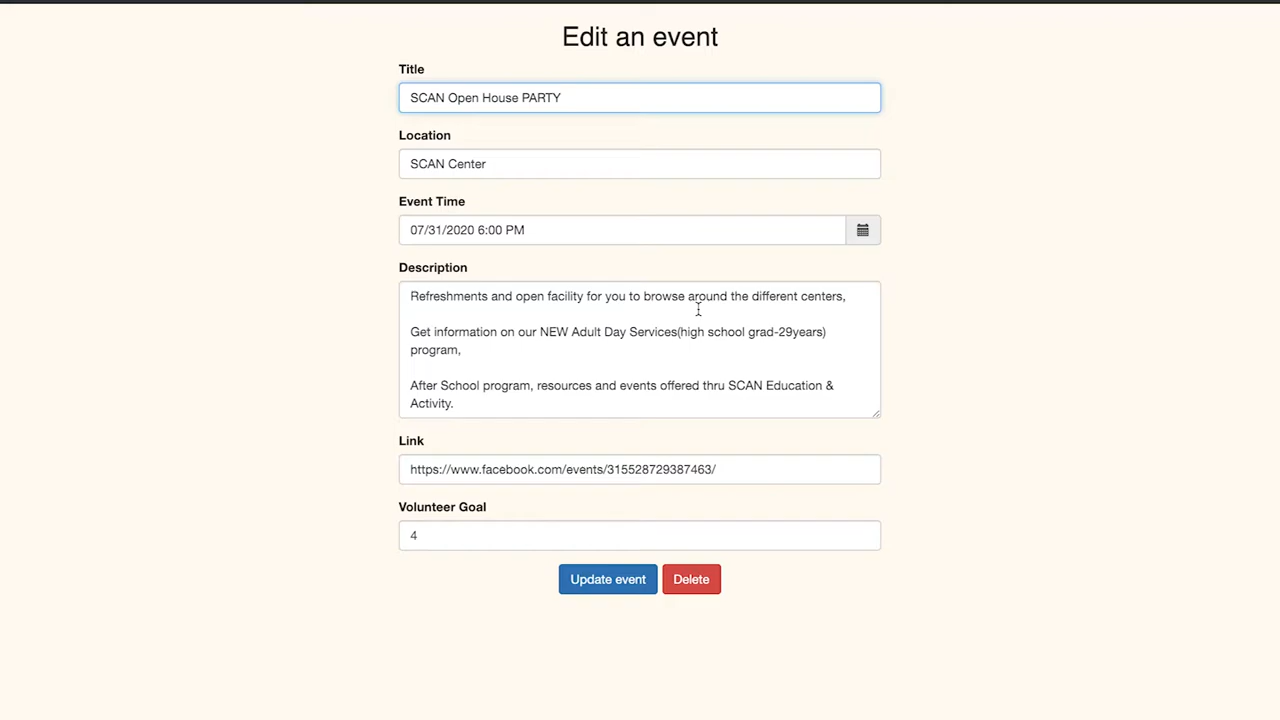 Edit an event
Title
SCAN Open House PARTY
Location
SCAN Center
Event Time
07/31/2020 6:00 PM
Description
Refreshments and open facility for you to browse around the different centers,
Get information on our NEW Adult Day Services(high school grad-29years)
program,
After School program, resources and events offered thru SCAN Education &
Activity.
Link
https://www.facebook.com/events/315528729387463/
Volunteer Goal
4
Update event Delete